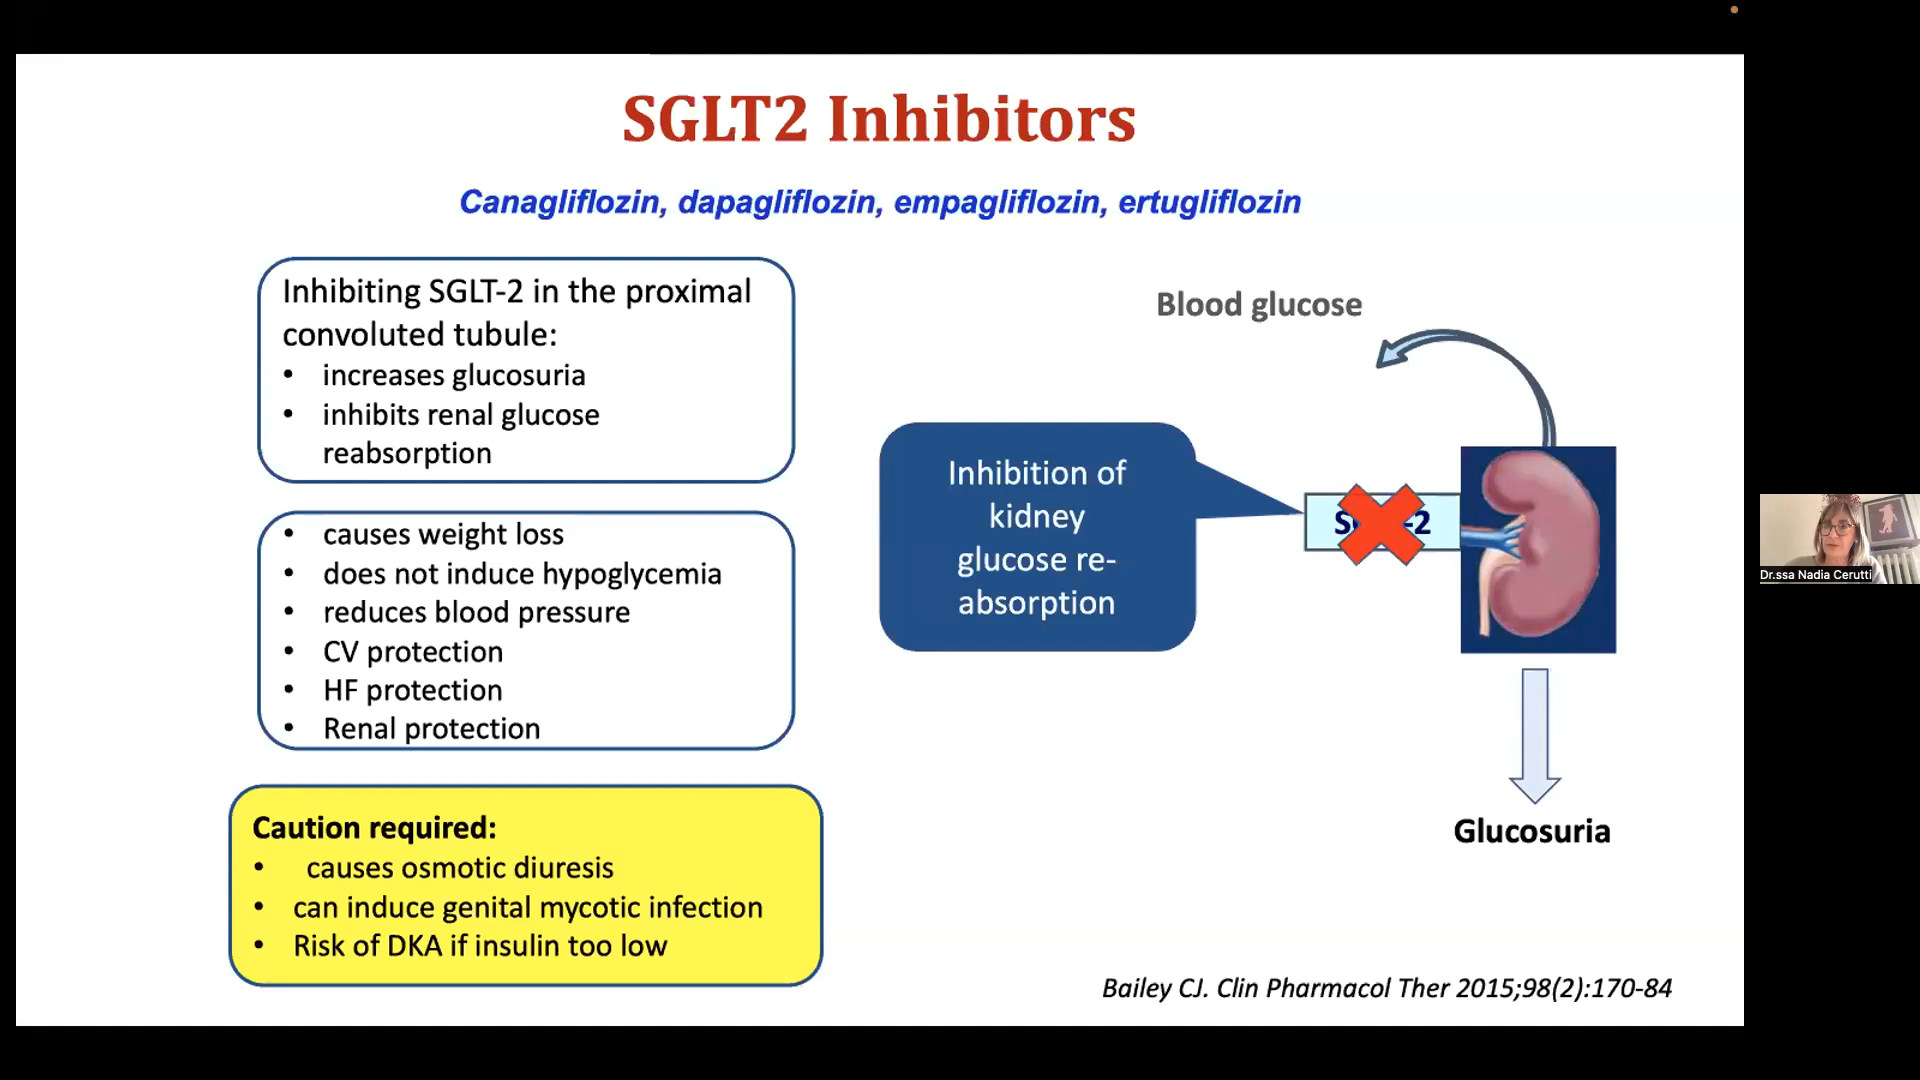 SGLT2 Inhibitors
Canagliflozin, dapagliflozin, empagliflozin, ertugliflozin
Inhibiting SGLT-2 in the proximal
convoluted tubule:
• increases glucosuria
• inhibits renal glucose
reabsorption
• causes weight loss
• does not induce hypoglycemia
• reduces blood pressure
• CV protection
• HF protection
• Renal protection
Caution required:
• causes osmotic diuresis
• can induce genital mycotic infection
• Risk of DKA if insulin too low
Blood glucose
Inhibition of
kidney
glucose re-
absorption
Glucosuria
Bailey CJ. Clin Pharmacol Ther 2015;98(2):170-84
Dr.ssa Nadia Cerutti